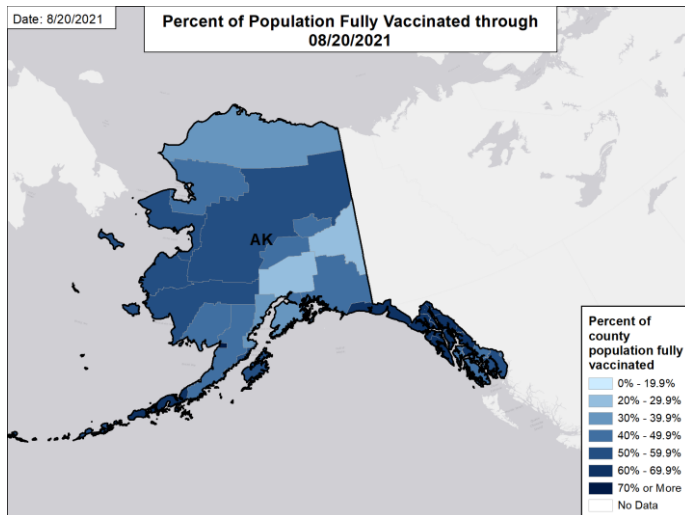 Date: 8/20/2021
Percent of Population Fully Vaccinated through
08/20/2021
AK
Percent of
county
population fully
vaccinated
0% - 19.9%
20% - 29.9%
30% - 39.9%
40% - 49.9%
50% - 59.9%
60% - 69.9%
70% or More
No Data